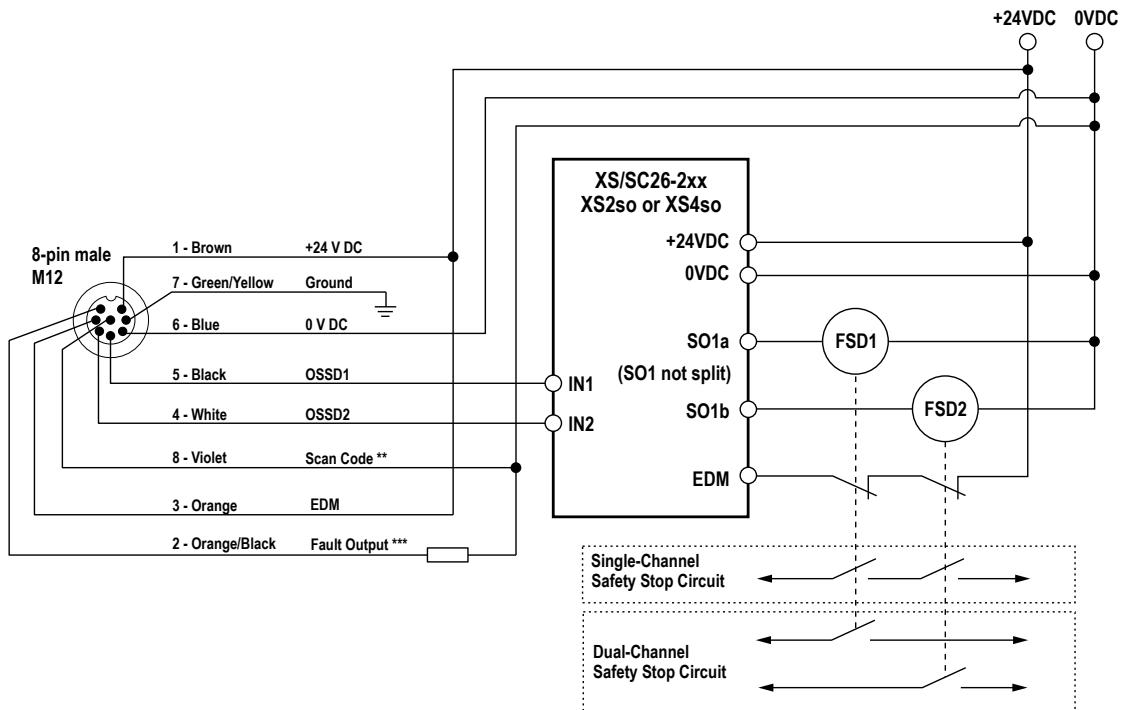 +24VDC 0VDC
XS/SC26-2xx
XS2so or XS4so
+24VDC
0VDC
SO1a
(SO1 not split)
SO1b
EDM
IN1
IN2
FSD1
FSD2
8-pin male
M12
1 - Brown +24 V DC
7 - Green/Yellow Ground
6 - Blue 0 V DC
5 - Black OSSD1
4 - White OSSD2
8 - Violet Scan Code **
3 - Orange EDM
2 - Orange/Black Fault Output ***
Single-Channel
Safety Stop Circuit
Dual-Channel
Safety Stop Circuit